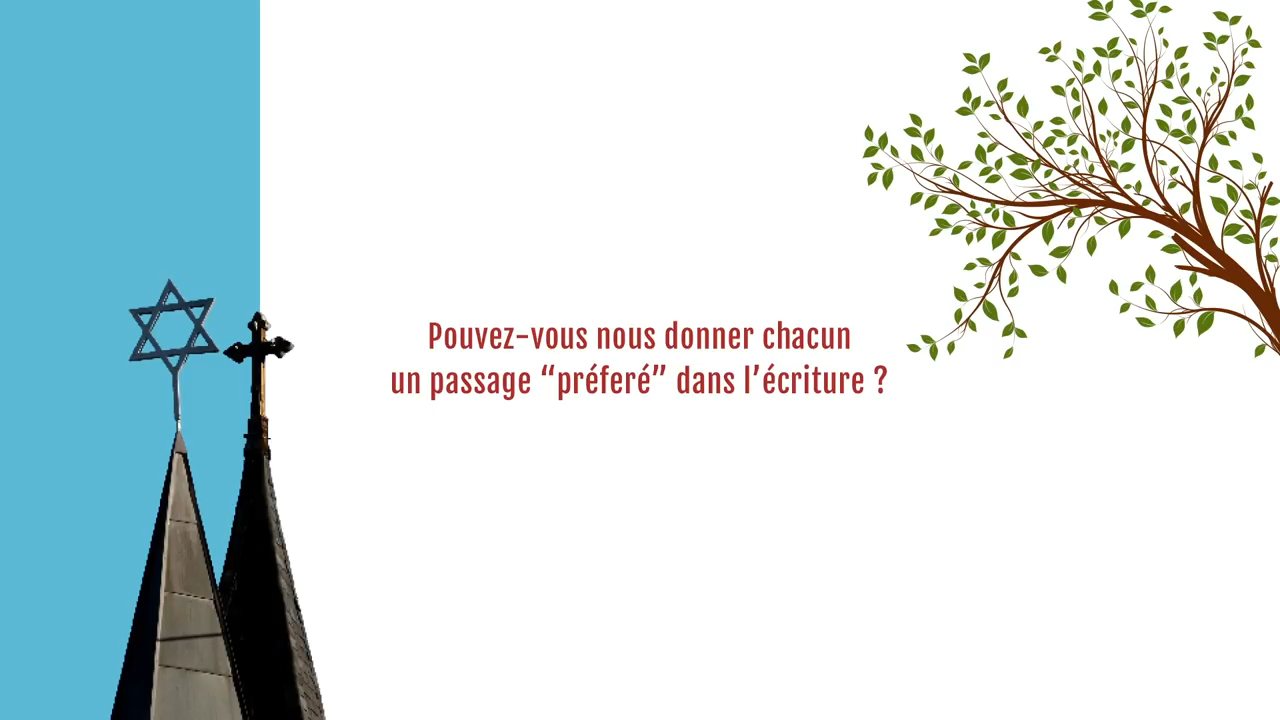 Pouvez-vous nous donner chacun
un passage “préferé” dans l’écriture ?